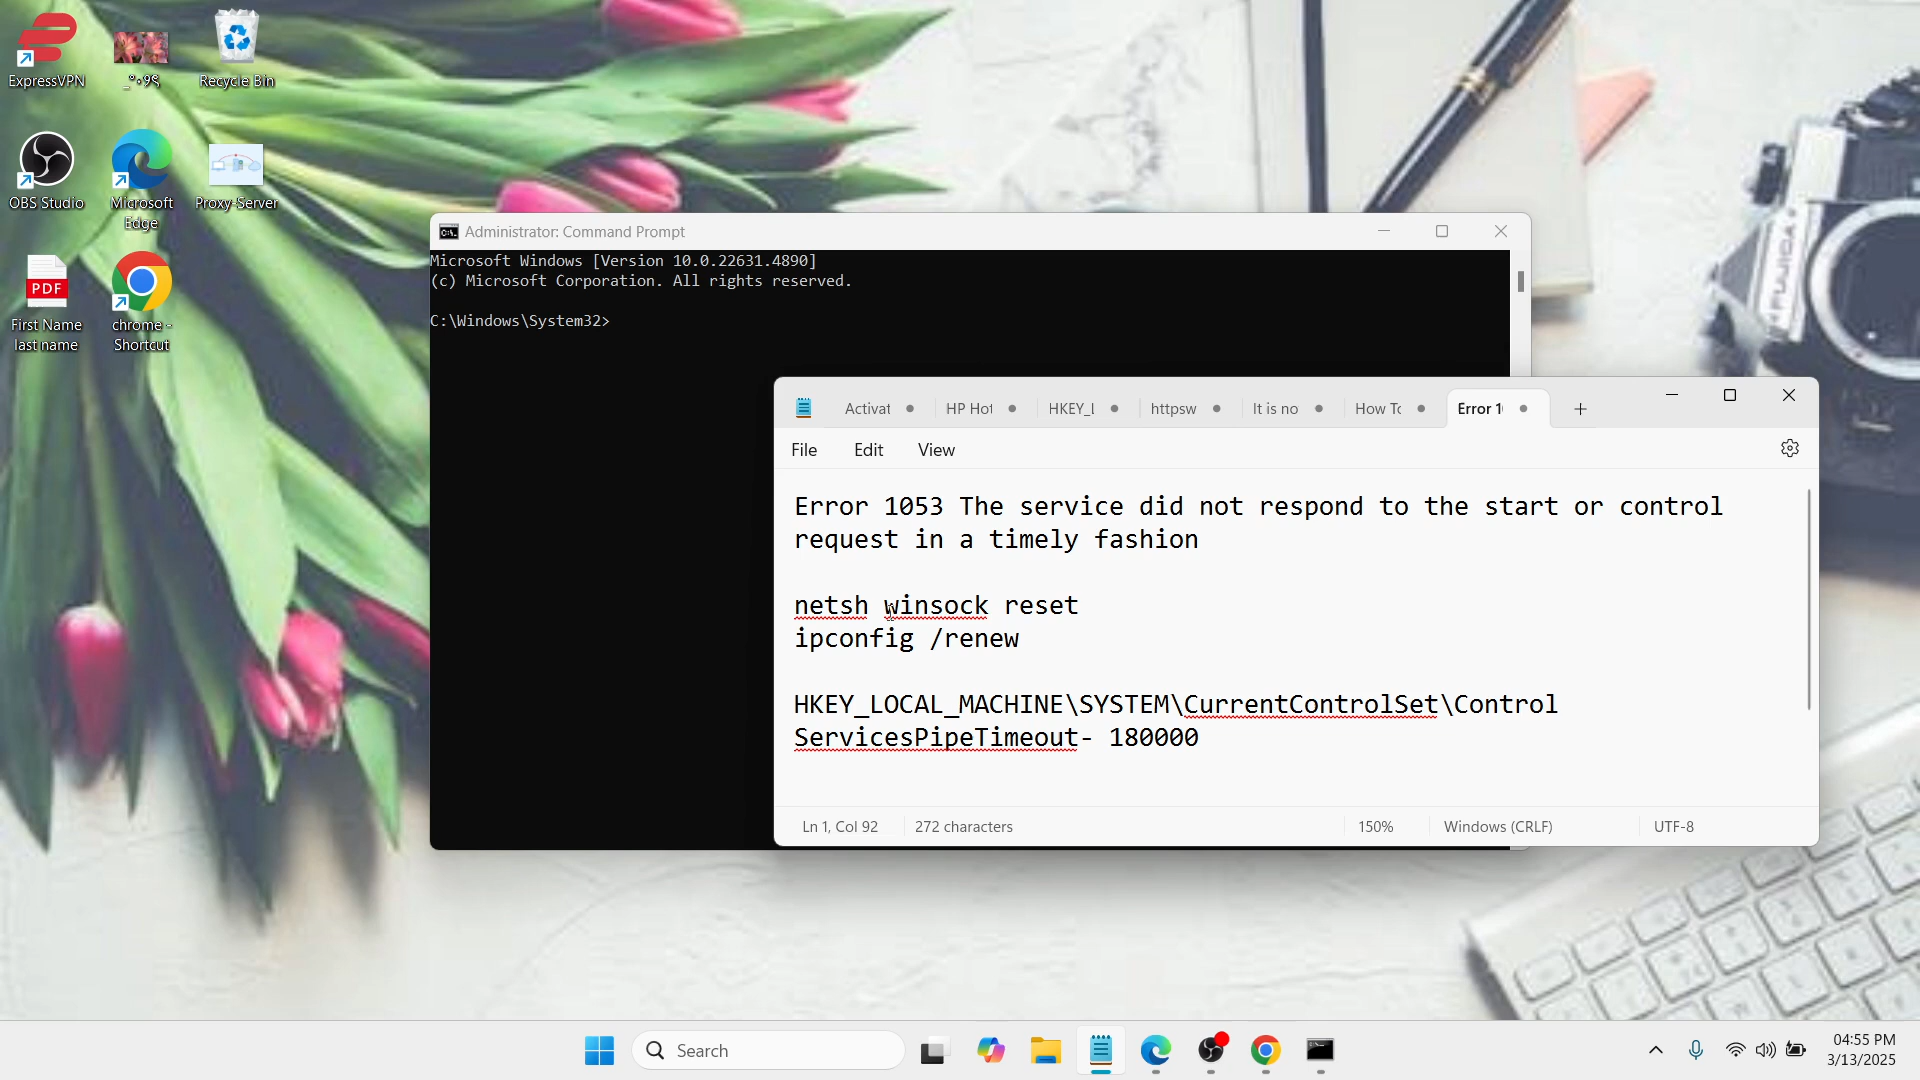 ExpressVPN
Recycle Bin
OBS Studio
Microsoft
Edge
Proxy-Server
PDF
First Name
last name
chrome -
Shortcut
Administrator: Command Prompt
Microsoft Windows [Version 10.0.22631.4890]
(c) Microsoft Corporation. All rights reserved.
C:\Windows\System32>
Activat
HP Hot
HKEY_L
httpsw
It is no
How To
Error 1
File
Edit
View
Error 1053 The service did not respond to the start or control
request in a timely fashion
netsh winsock reset
ipconfig /renew
HKEY_LOCAL_MACHINE\SYSTEM\CurrentControlSet\Control
ServicesPipeTimeout- 180000
Ln 1, Col 92
272 characters
150%
Windows (CRLF)
UTF-8
FUJICA
Search
04:55 PM
3/13/2025